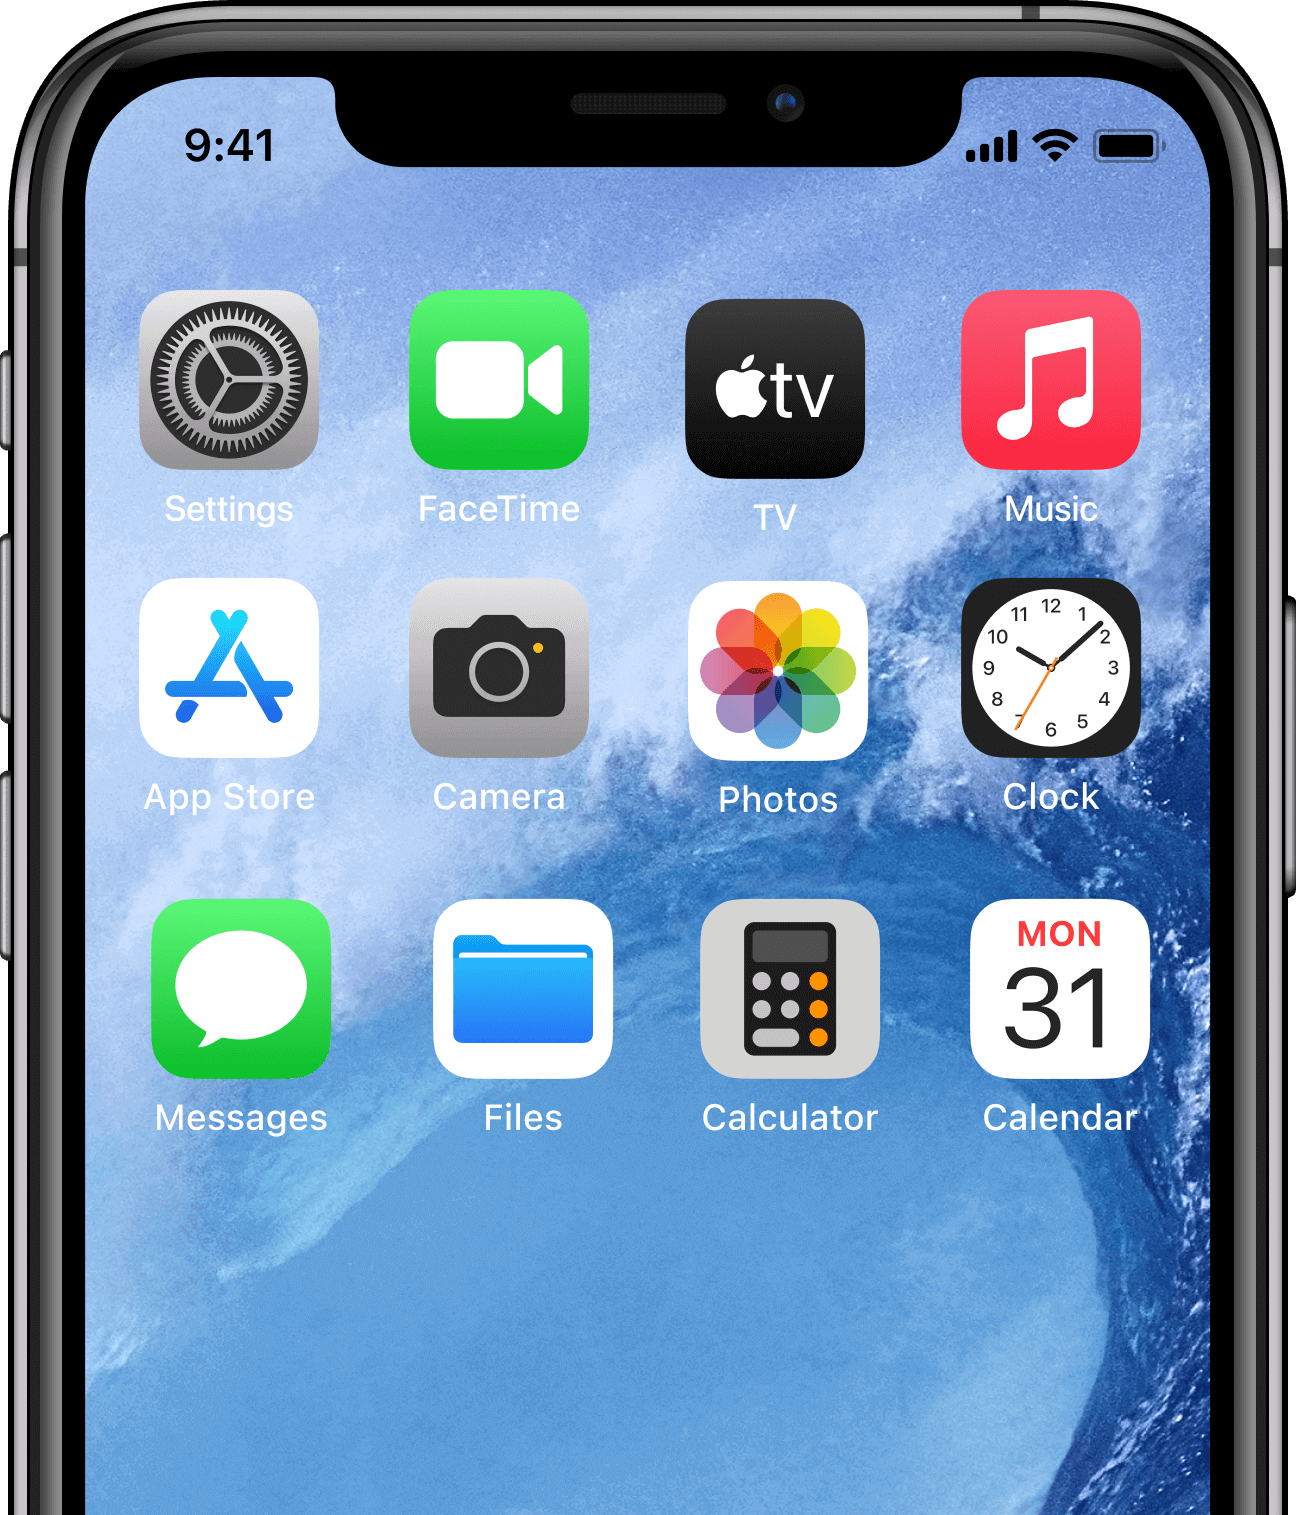 9:41
tv
Settings
FaceTime
TV
Music
12
11
1
10
2
9
3
8
4
7
5
6
App Store
Camera
Photos
Clock
MON
31
Messages
Files
Calculator
Calendar